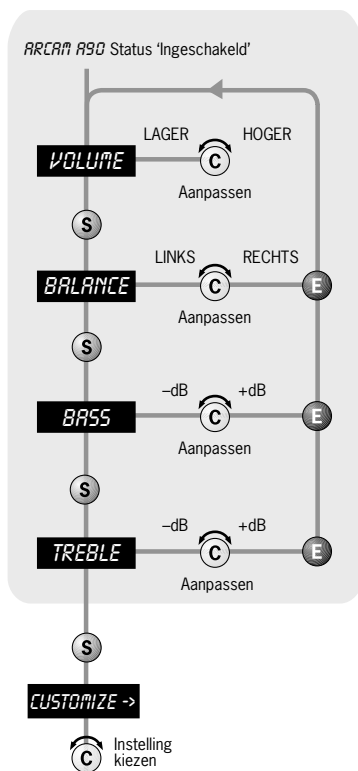 ARCAM A90 Status 'Ingeschakeld'
LAGER HOGER
VOLUME C
Aanpassen
S
LINKS RECHTS
BALANCE C E
Aanpassen
S
–dB +dB
BASS C E
Aanpassen
S
–dB +dB
TREBLE C E
Aanpassen
S
CUSTOMIZE ->
C Instelling
kiezen